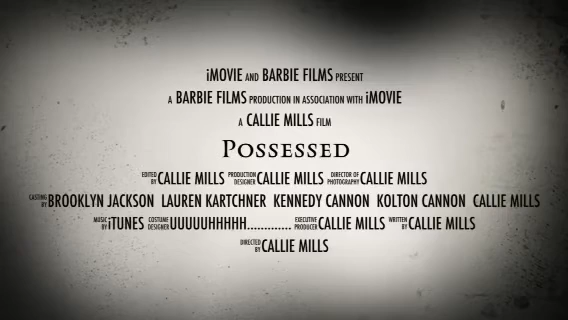 iMOVIE AND BARBIE FILMS PRESENT
A BARBIE FILMS PRODUCTION IN ASSOCIATION WITH iMOVIE
A CALLIE MILLS FILM
POSSESSED
EDITED BY CALLIE MILLS PRODUCTION DESIGNER CALLIE MILLS DIRECTOR OF PHOTOGRAPHY CALLIE MILLS
CASTING BY BROOKLYN JACKSON LAUREN KARTCHNER KENNEDY CANNON KOLTON CANNON CALLIE MILLS
MUSIC BY iTUNES COSTUME DESIGNER UUUUUHHHHH............. EXECUTIVE PRODUCER CALLIE MILLS WRITTEN BY CALLIE MILLS
DIRECTED BY CALLIE MILLS